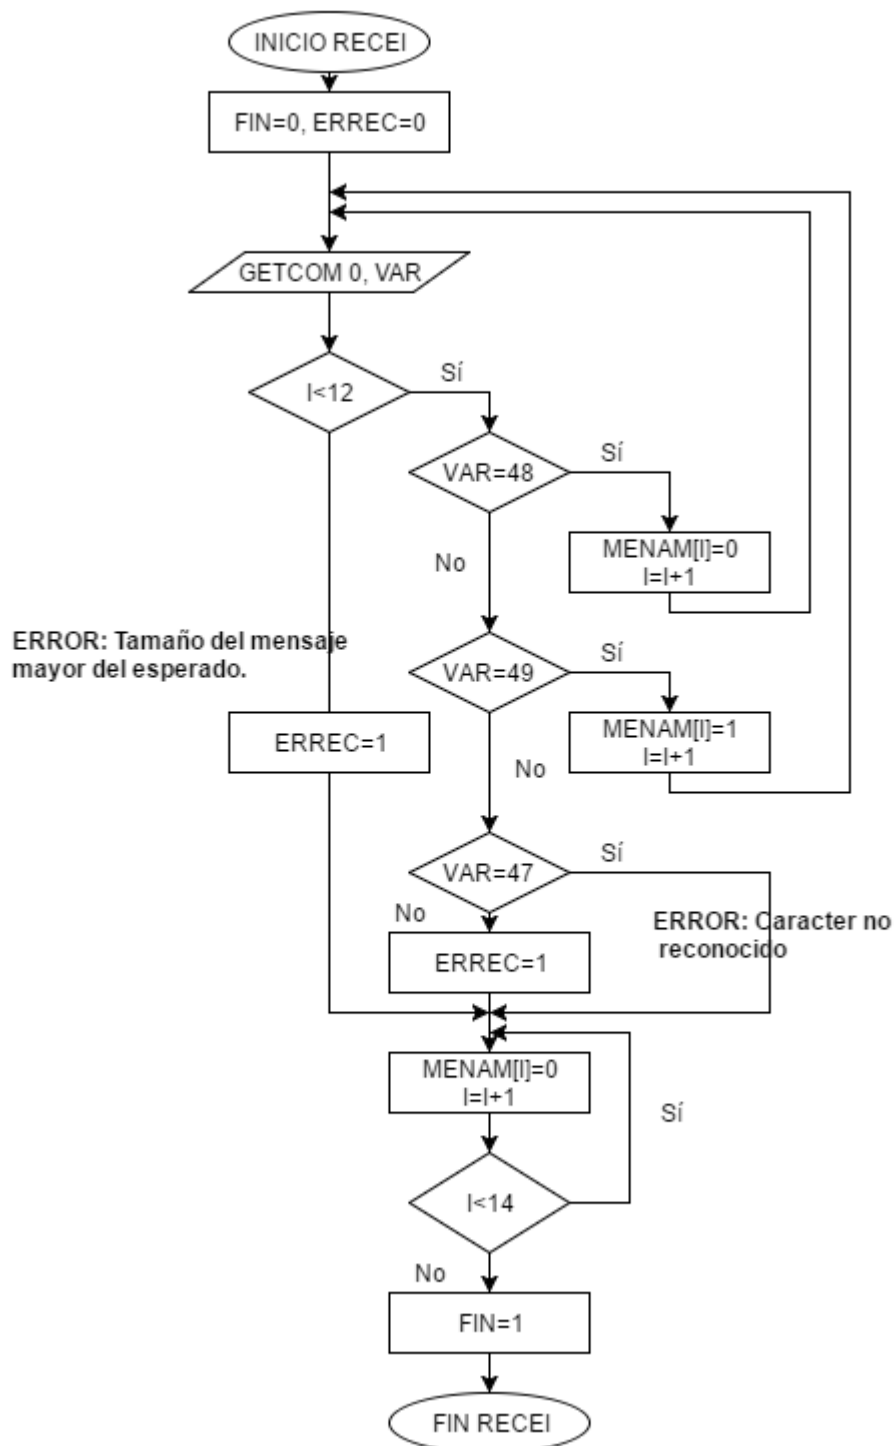 INICIO RECEI
FIN=0, ERREC=0
GETCOM 0, VAR
I<12
Sí
VAR=48
Sí
MENAM[I]=0
I=I+1
No
ERROR: Tamaño del mensaje
mayor del esperado.
VAR=49
Sí
MENAM[I]=1
I=I+1
ERREC=1
No
VAR=47
Sí
No
ERROR: Caracter no
reconocido
ERREC=1
MENAM[I]=0
I=I+1
Sí
I<14
No
FIN=1
FIN RECEI